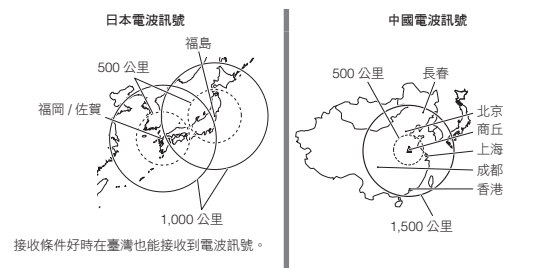 日本電波訊號
福島
500 公里
福岡 / 佐賀
1,000 公里
接收條件好時在臺灣也能接收到電波訊號。
中國電波訊號
500 公里
長春
北京
商丘
上海
成都
香港
1,500 公里